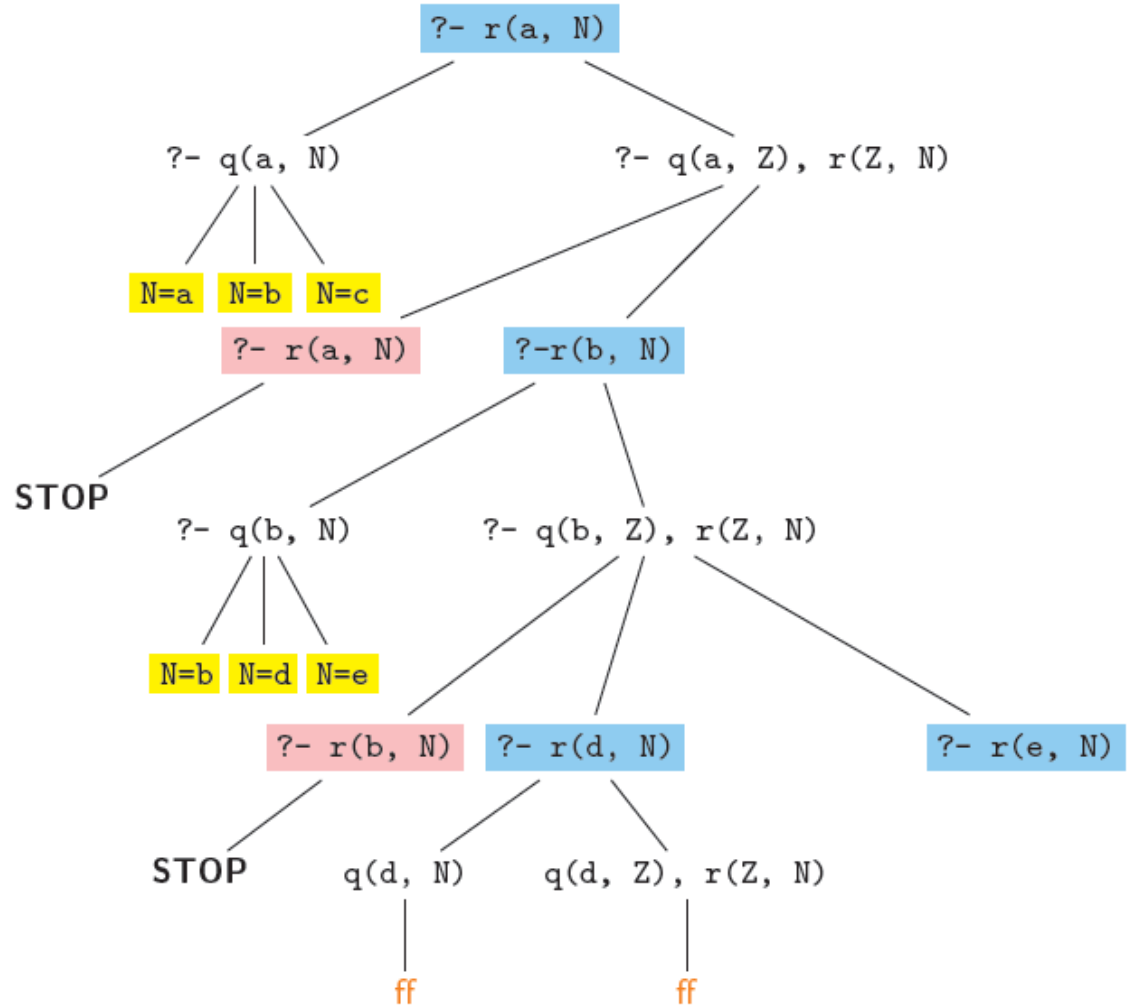 ?- r(a, N)
?- q(a, N) ?- q(a, Z), r(Z, N)
N=a N=b N=c
?- r(a, N) ?-r(b, N)
STOP
?- q(b, N) ?- q(b, Z), r(Z, N)
N=b N=d N=e
?- r(b, N) ?- r(d, N) ?- r(e, N)
STOP q(d, N) q(d, Z), r(Z, N)
ff ff